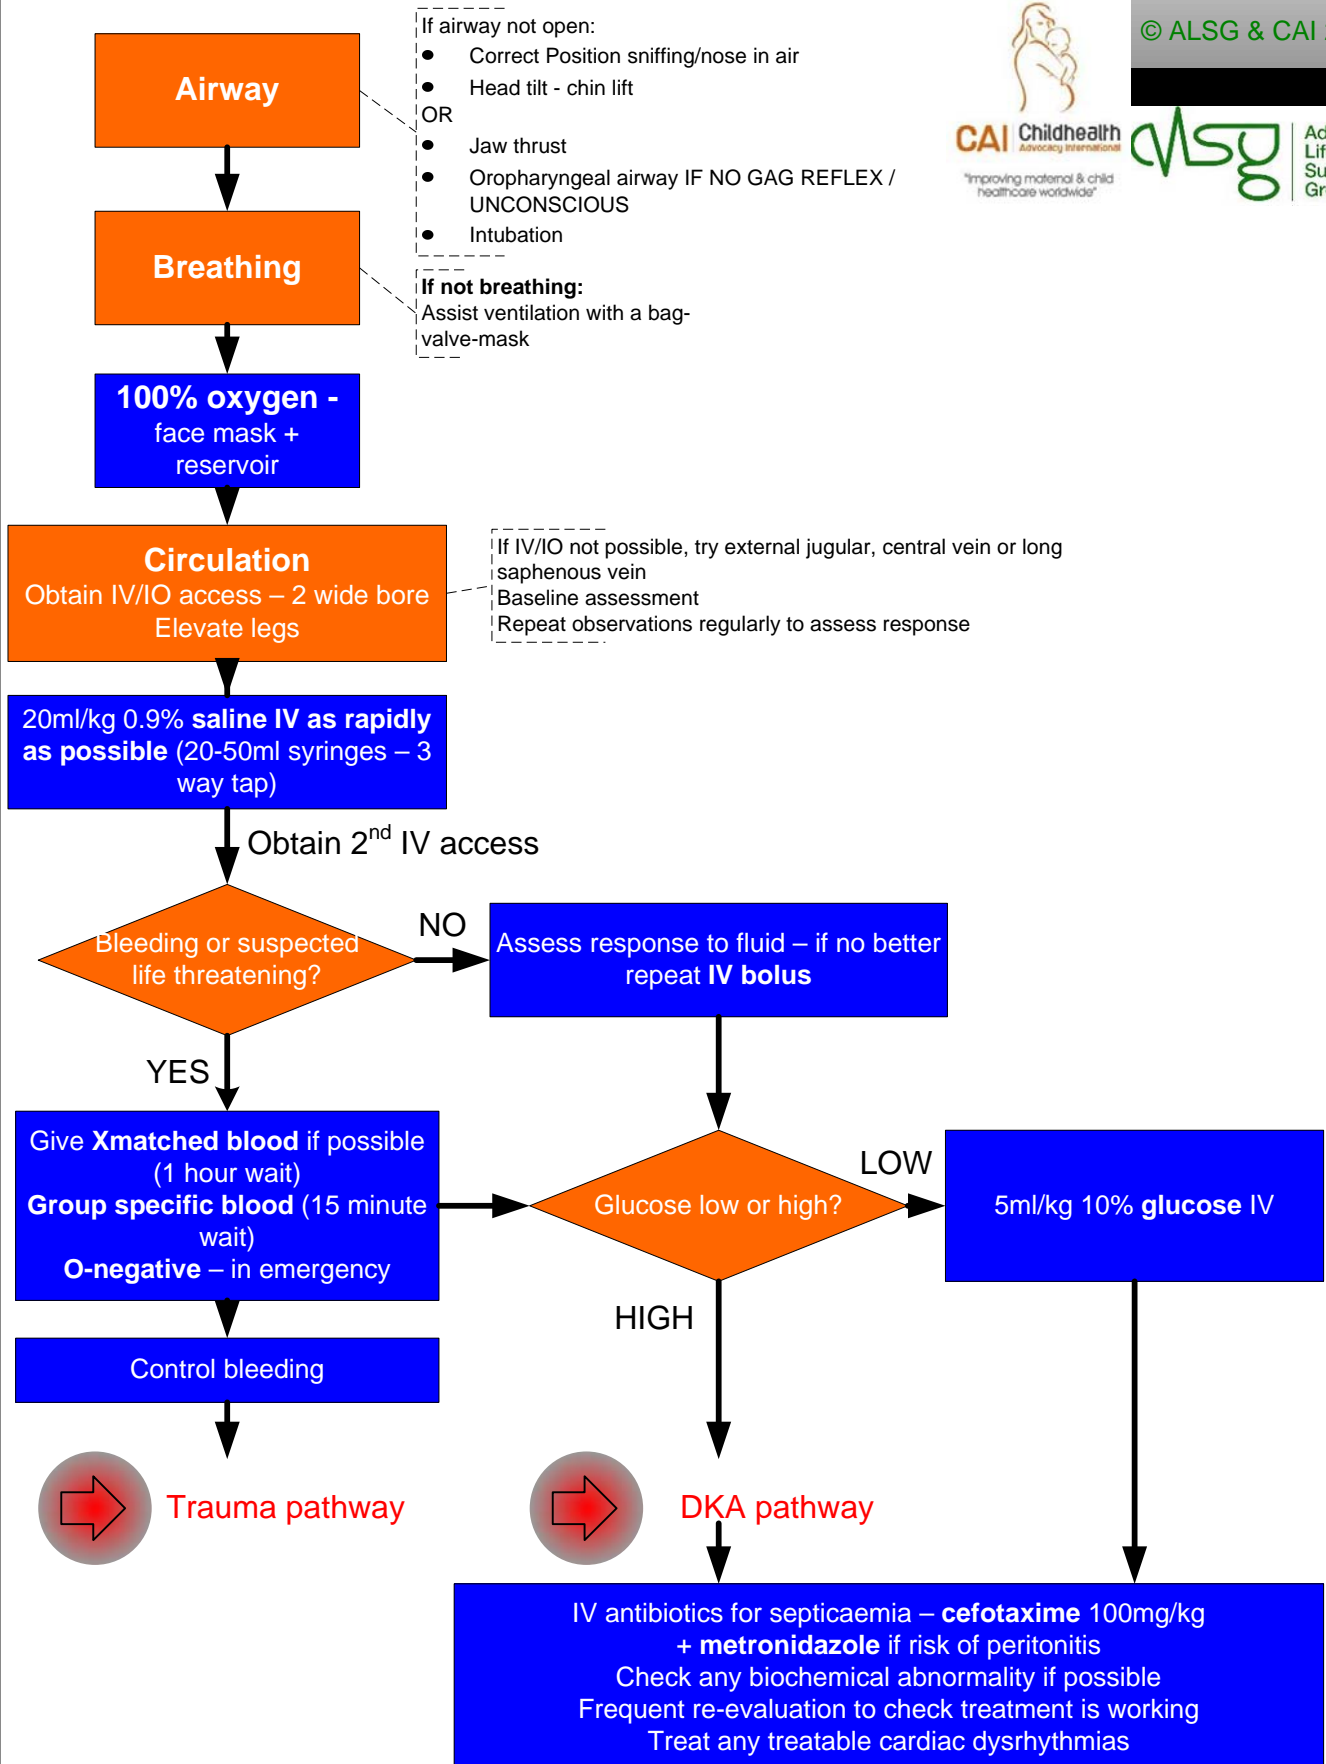 If airway not open:
● Correct Position sniffing/nose in air
● Head tilt - chin lift
OR
● Jaw thrust
● Oropharyngeal airway IF NO GAG REFLEX /
UNCONSCIOUS
● Intubation
© ALSG & CAI
CAI Childhealth
Advocacy International
"Improving maternal & child
healthcare worldwide"
alsg
Airway
Breathing
If not breathing:
Assist ventilation with a bag-
valve-mask
100% oxygen -
face mask +
reservoir
Circulation
Obtain IV/IO access – 2 wide bore
Elevate legs
If IV/IO not possible, try external jugular, central vein or long
saphenous vein
Baseline assessment
Repeat observations regularly to assess response
20ml/kg 0.9% saline IV as rapidly
as possible (20-50ml syringes – 3
way tap)
Obtain 2nd IV access
Bleeding or suspected
life threatening?
NO
Assess response to fluid – if no better
repeat IV bolus
YES
Give Xmatched blood if possible
(1 hour wait)
Group specific blood (15 minute
wait)
O-negative – in emergency
Glucose low or high?
LOW
5ml/kg 10% glucose IV
HIGH
Control bleeding
Trauma pathway
DKA pathway
IV antibiotics for septicaemia – cefotaxime 100mg/kg
+ metronidazole if risk of peritonitis
Check any biochemical abnormality if possible
Frequent re-evaluation to check treatment is working
Treat any treatable cardiac dysrhythmias